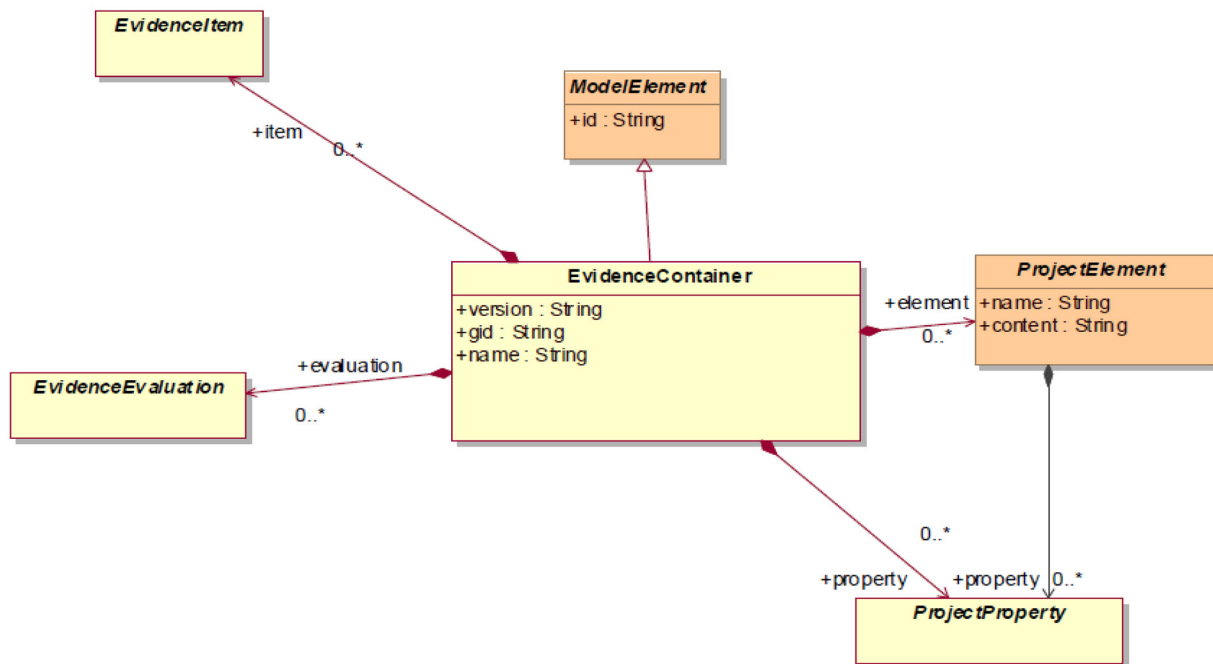 EvidenceItem
ModelElement
+id : String
+item
0..*
EvidenceContainer
+version : String
+gid : String
+name : String
ProjectElement
+name : String
+content : String
+element
0..*
+evaluation
EvidenceEvaluation
0..*
0..*
+property
+property
0..*
ProjectProperty